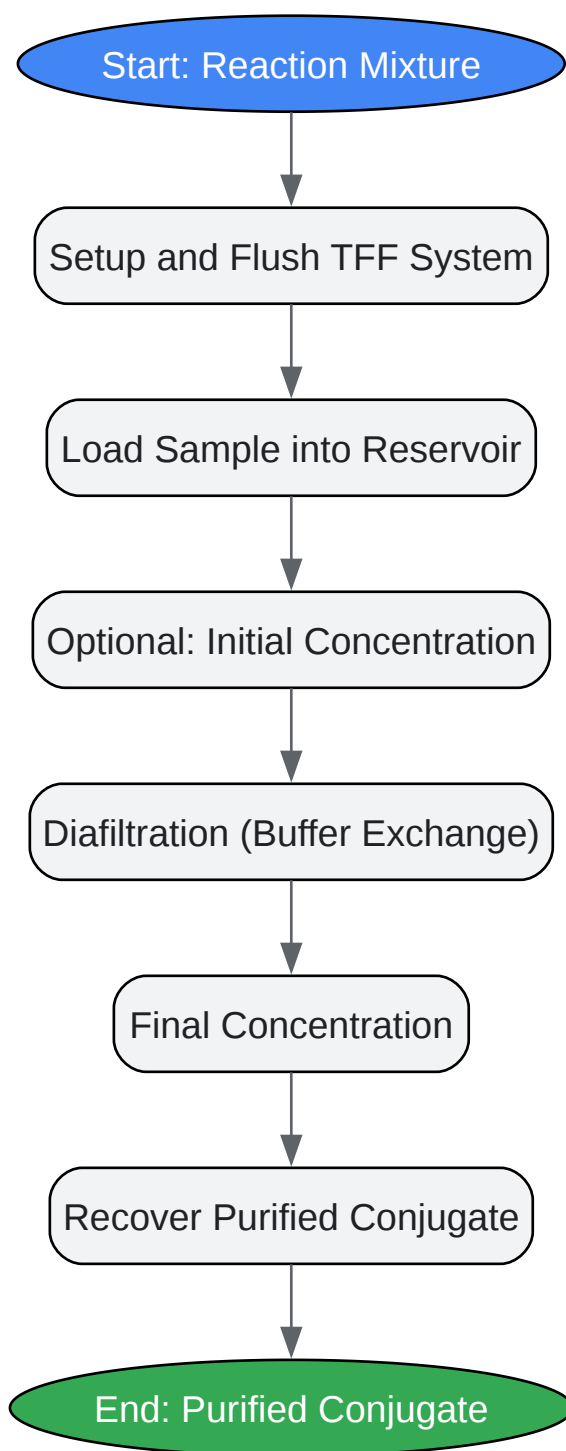 Start: Reaction Mixture
Setup and Flush TFF System
Load Sample into Reservoir
Optional: Initial Concentration
Diafiltration (Buffer Exchange)
Final Concentration
Recover Purified Conjugate
End: Purified Conjugate